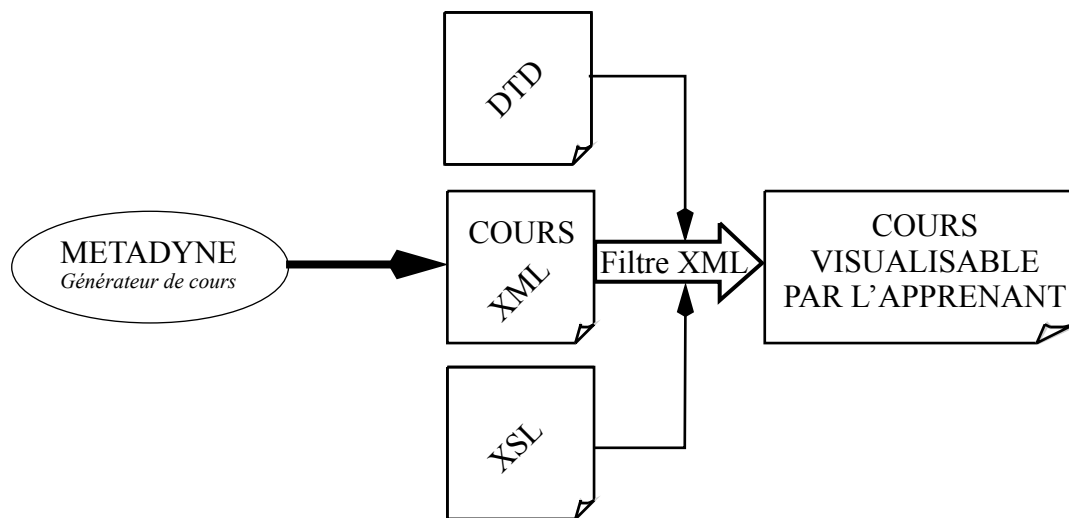 DTD
METADYNE
Générateur de cours
COURS
XML
Filtre XML
COURS
VISUALISABLE
PAR L’APPRENANT
XSL